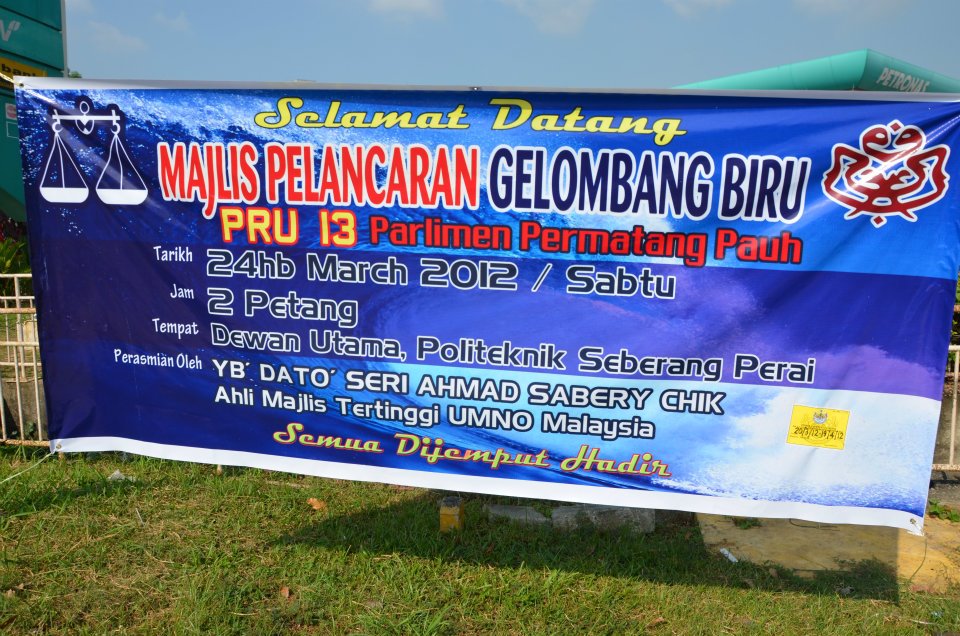 PETRONAS
Selamat Datang
MAJLIS PELANCARAN GELOMBANG BIRU
PRU 13 Parlimen Permatang Pauh
Tarikh 24hb March 2012 / Sabtu
Jam 2 Petang
Tempat Dewan Utama, Politeknik Seberang Perai
Perasmian Oleh YB' DATO' SERI AHMAD SABERY CHIK
Ahli Majlis Tertinggi UMNO Malaysia
Semua Dijemput Hadir